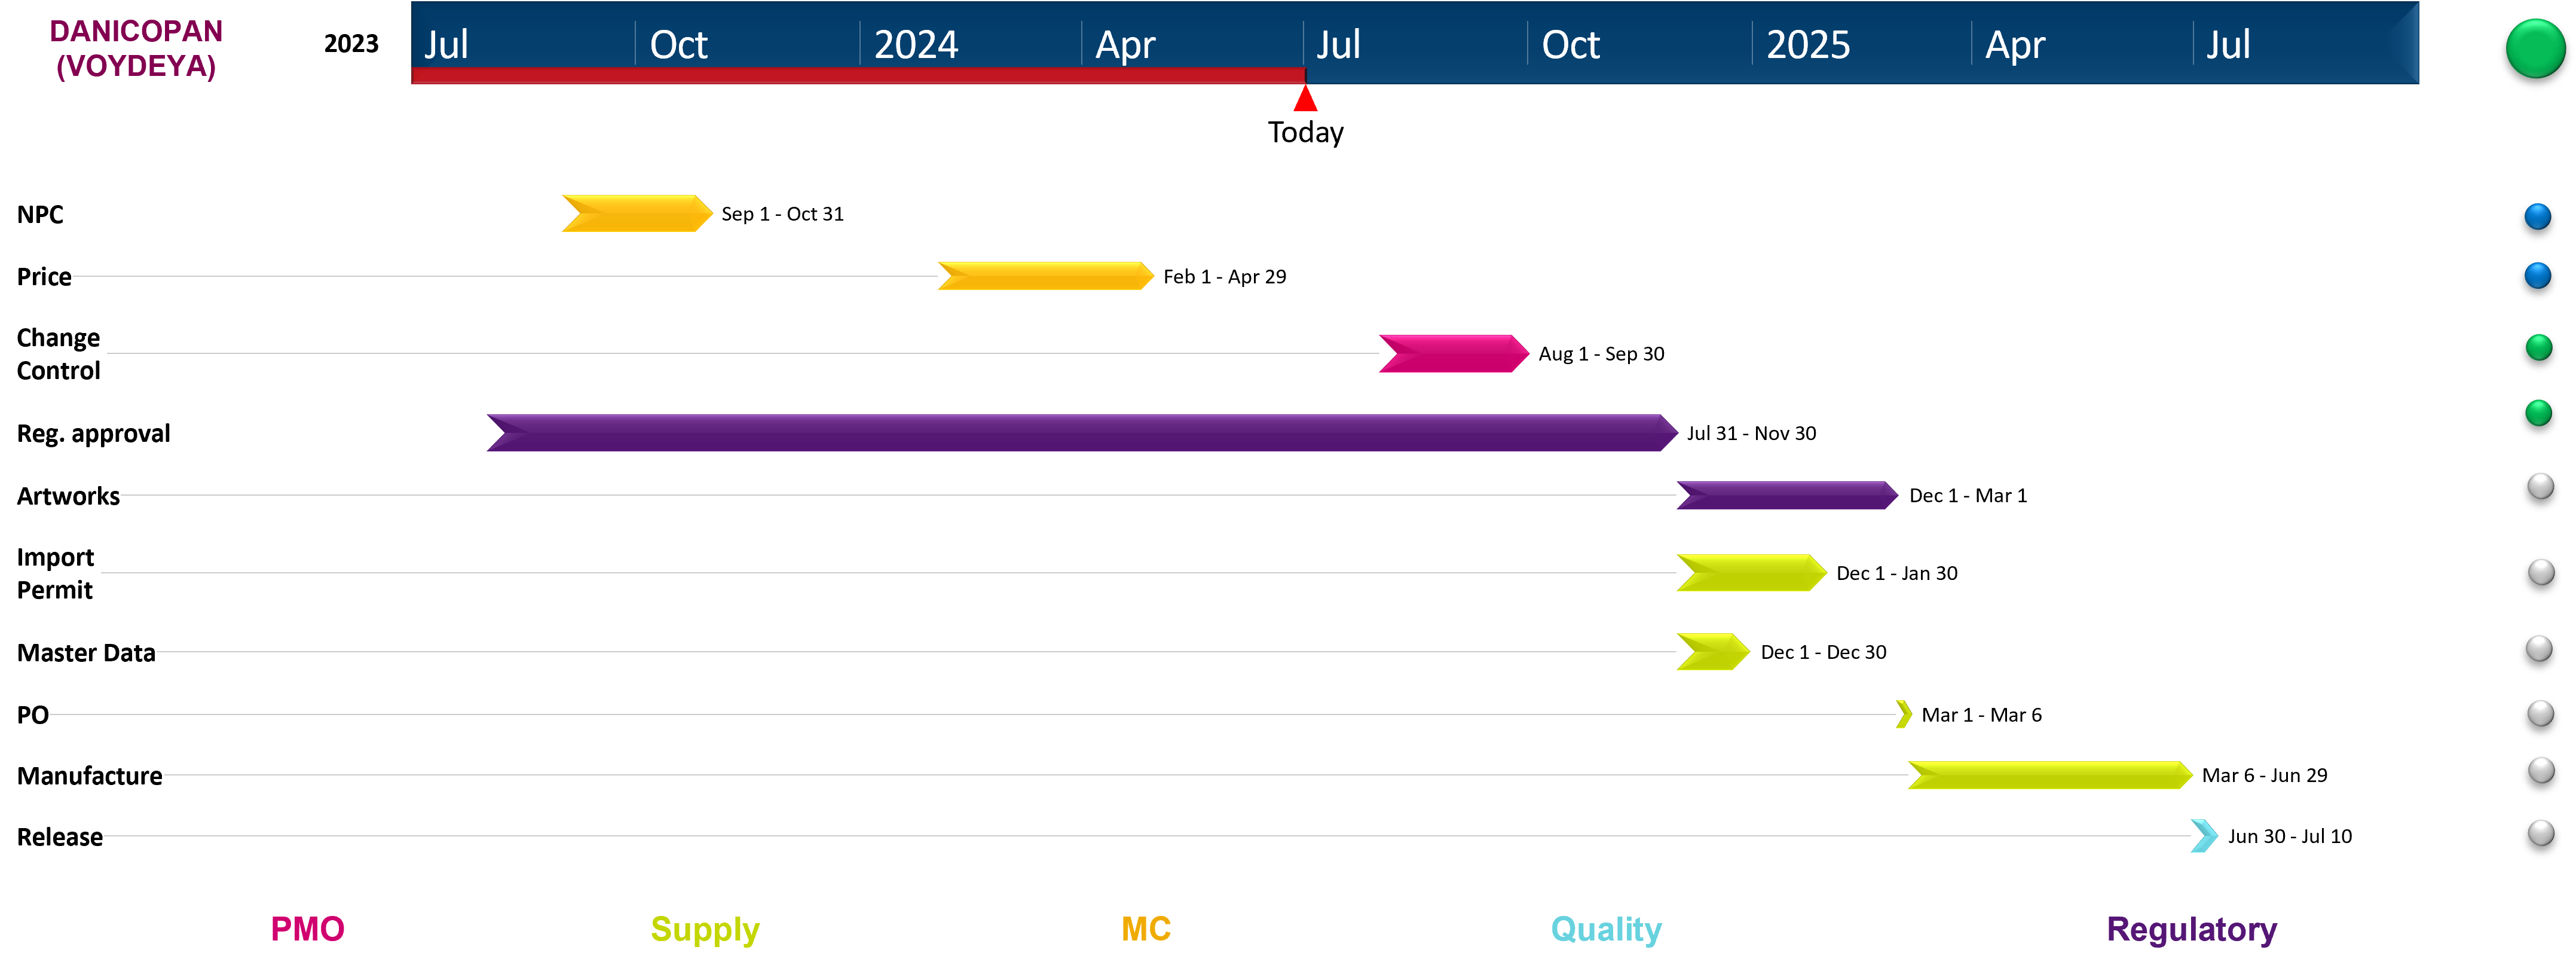 DANICOPAN
(VOYDEYA)
2023
Jul
Oct
2024
Apr
Jul
Oct
2025
Apr
Jul
Today
NPC
Sep 1 - Oct 31
Price
Feb 1 - Apr 29
Change
Control
Aug 1 - Sep 30
Reg. approval
Jul 31 - Nov 30
Artworks
Dec 1 - Mar 1
Import
Permit
Dec 1 - Jan 30
Master Data
Dec 1 - Dec 30
PO
Mar 1 - Mar 6
Manufacture
Mar 6 - Jun 29
Release
Jun 30 - Jul 10
PMO
Supply
MC
Quality
Regulatory